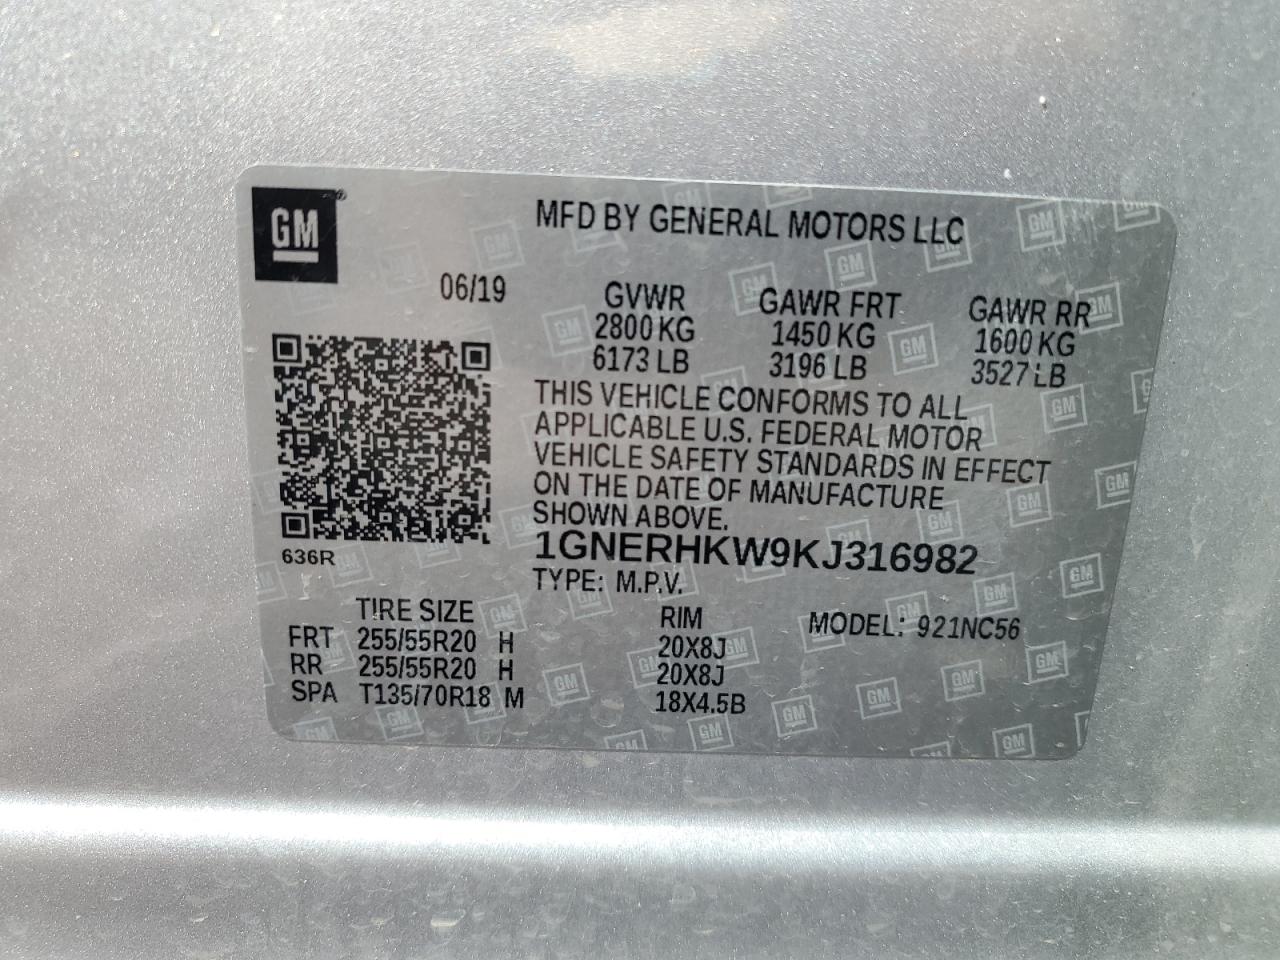 GM
MFD BY GENERAL MOTORS LLC
06/19
GVWR GAWR FRT GAWR RR
2800 KG 1450 KG 1600 KG
6173 LB 3196 LB 3527 LB
THIS VEHICLE CONFORMS TO ALL
APPLICABLE U.S. FEDERAL MOTOR
VEHICLE SAFETY STANDARDS IN EFFECT
ON THE DATE OF MANUFACTURE
SHOWN ABOVE.
636R
1GNERHKW9KJ316982
TYPE: M.P.V.
TIRE SIZE RIM MODEL: 921NC56
FRT 255/55R20 H 20X8J
RR 255/55R20 H 20X8J
SPA T135/70R18 M 18X4.5B